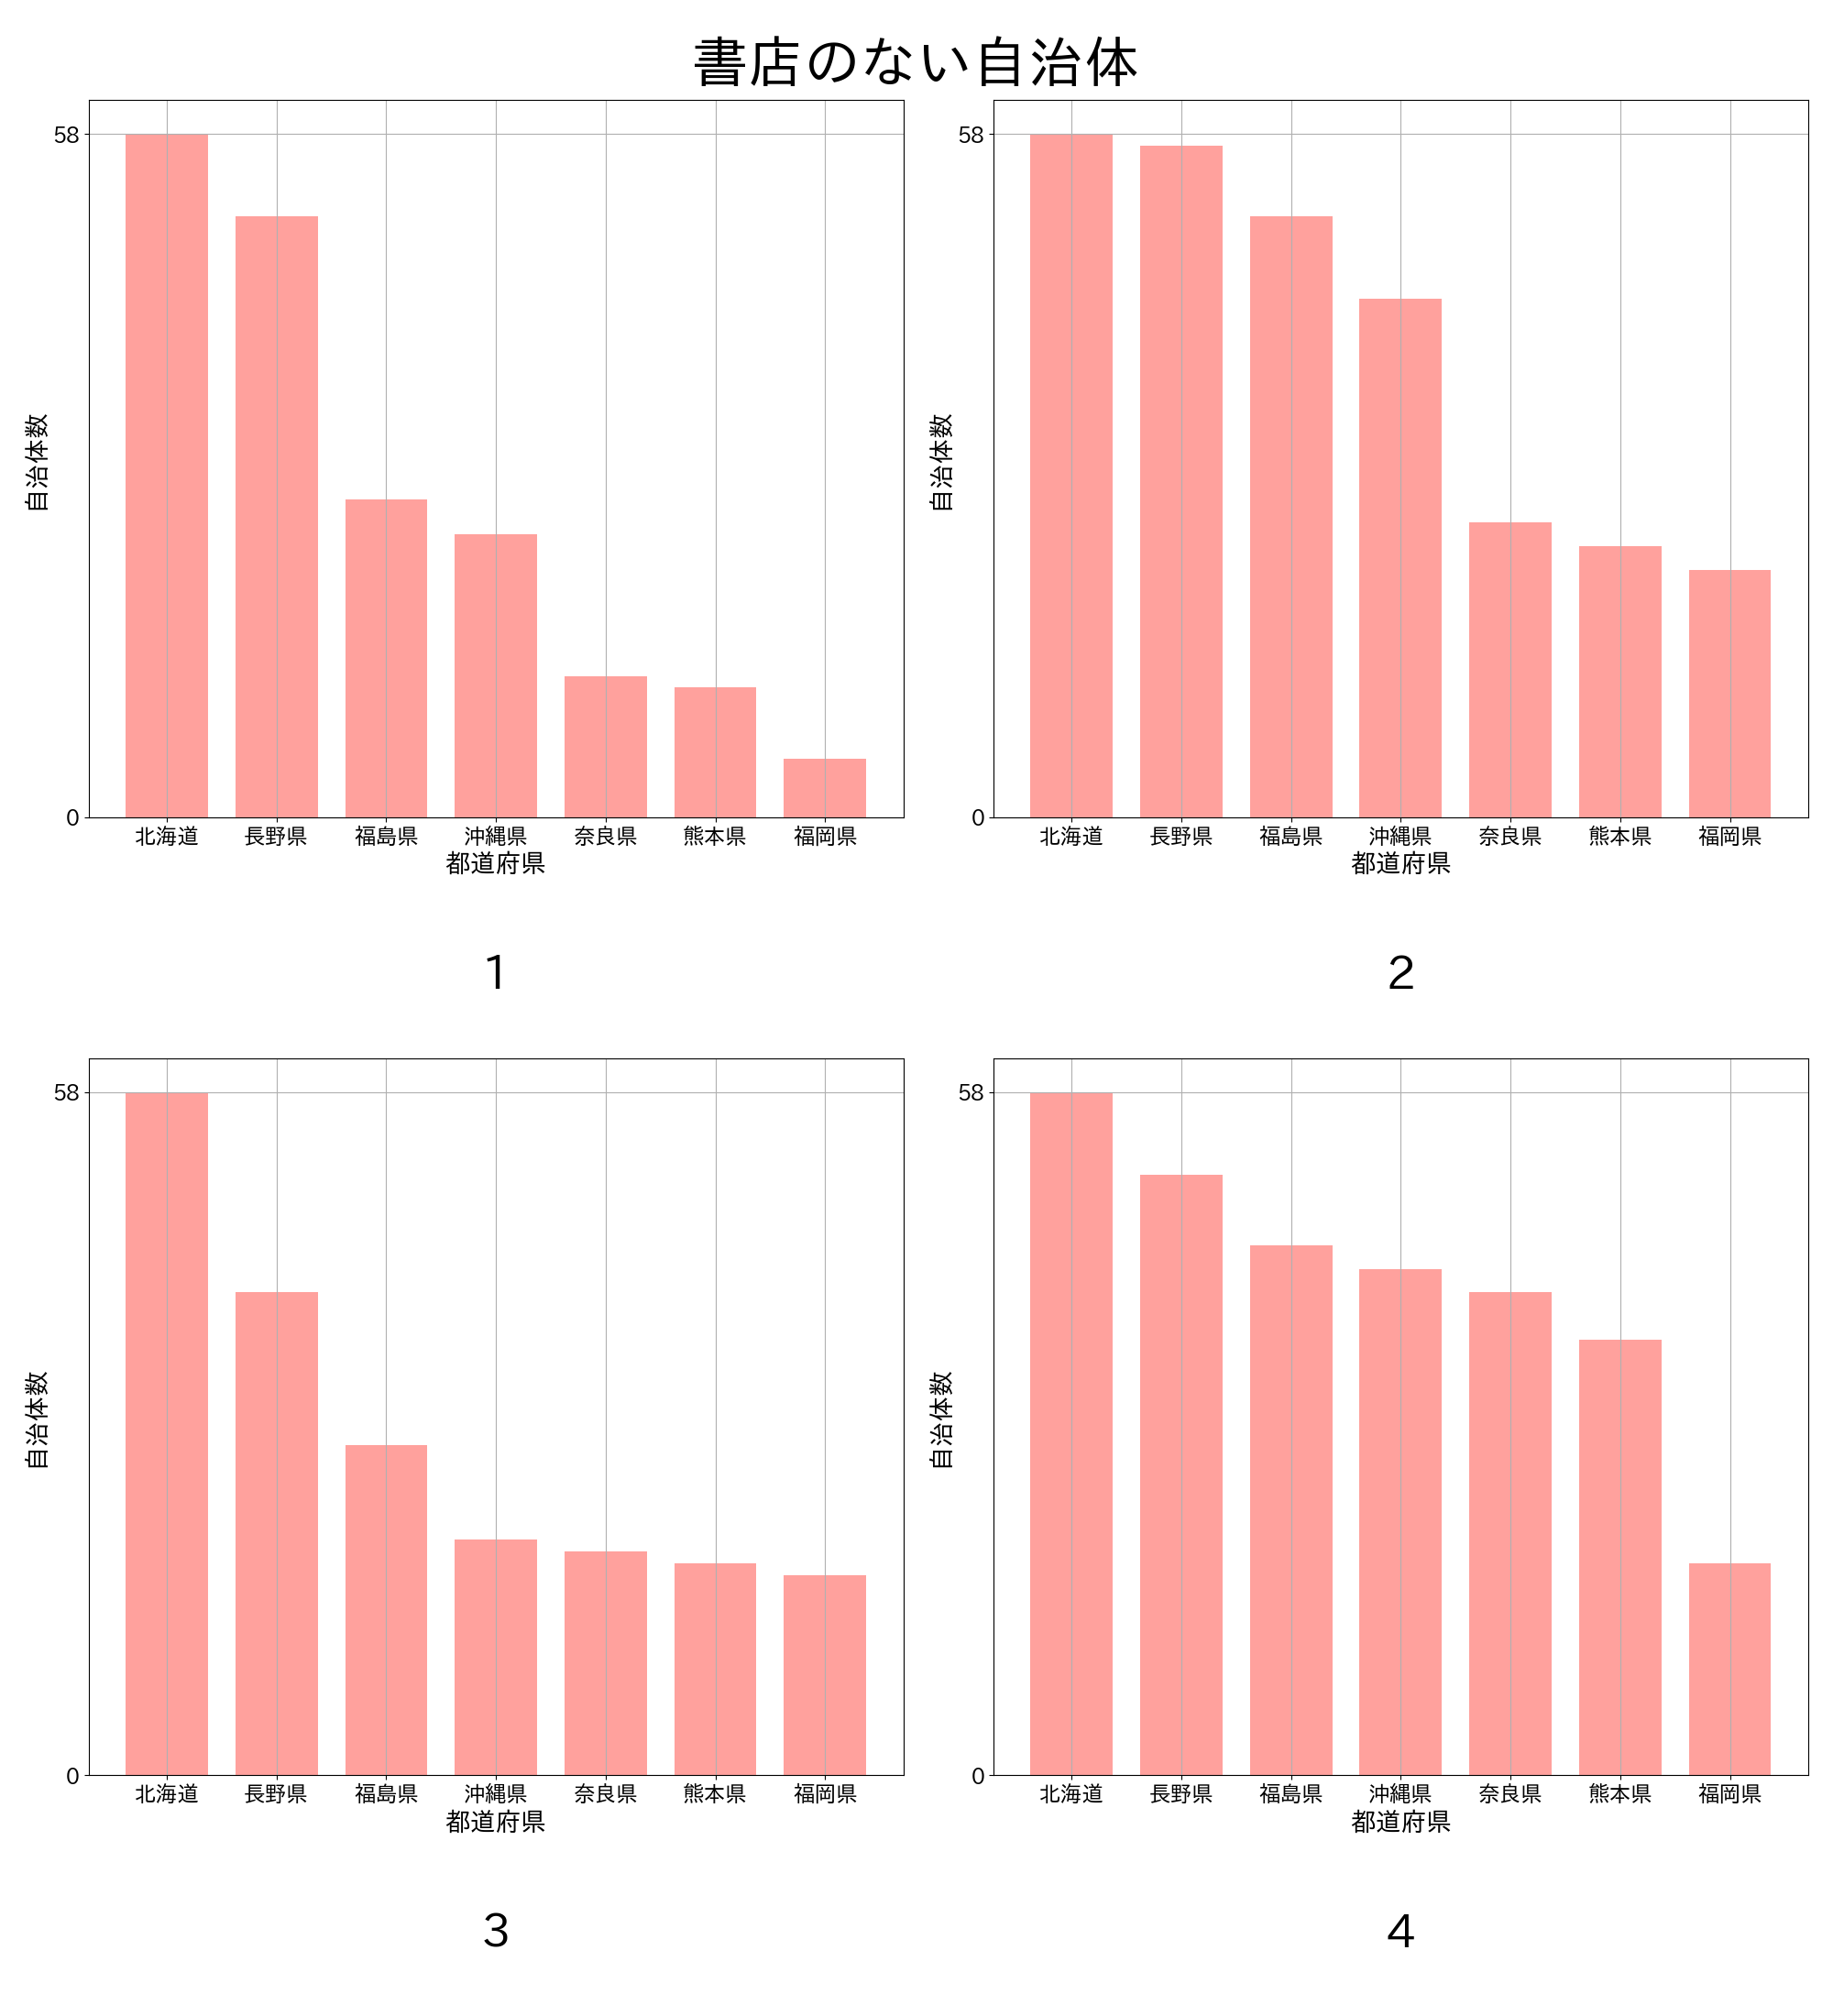 書店のない自治体
58
0
自治体数
北海道 長野県 福島県 沖縄県 奈良県 熊本県 福岡県
都道府県
1
58
0
自治体数
北海道 長野県 福島県 沖縄県 奈良県 熊本県 福岡県
都道府県
2
58
0
自治体数
北海道 長野県 福島県 沖縄県 奈良県 熊本県 福岡県
都道府県
3
58
0
自治体数
北海道 長野県 福島県 沖縄県 奈良県 熊本県 福岡県
都道府県
4